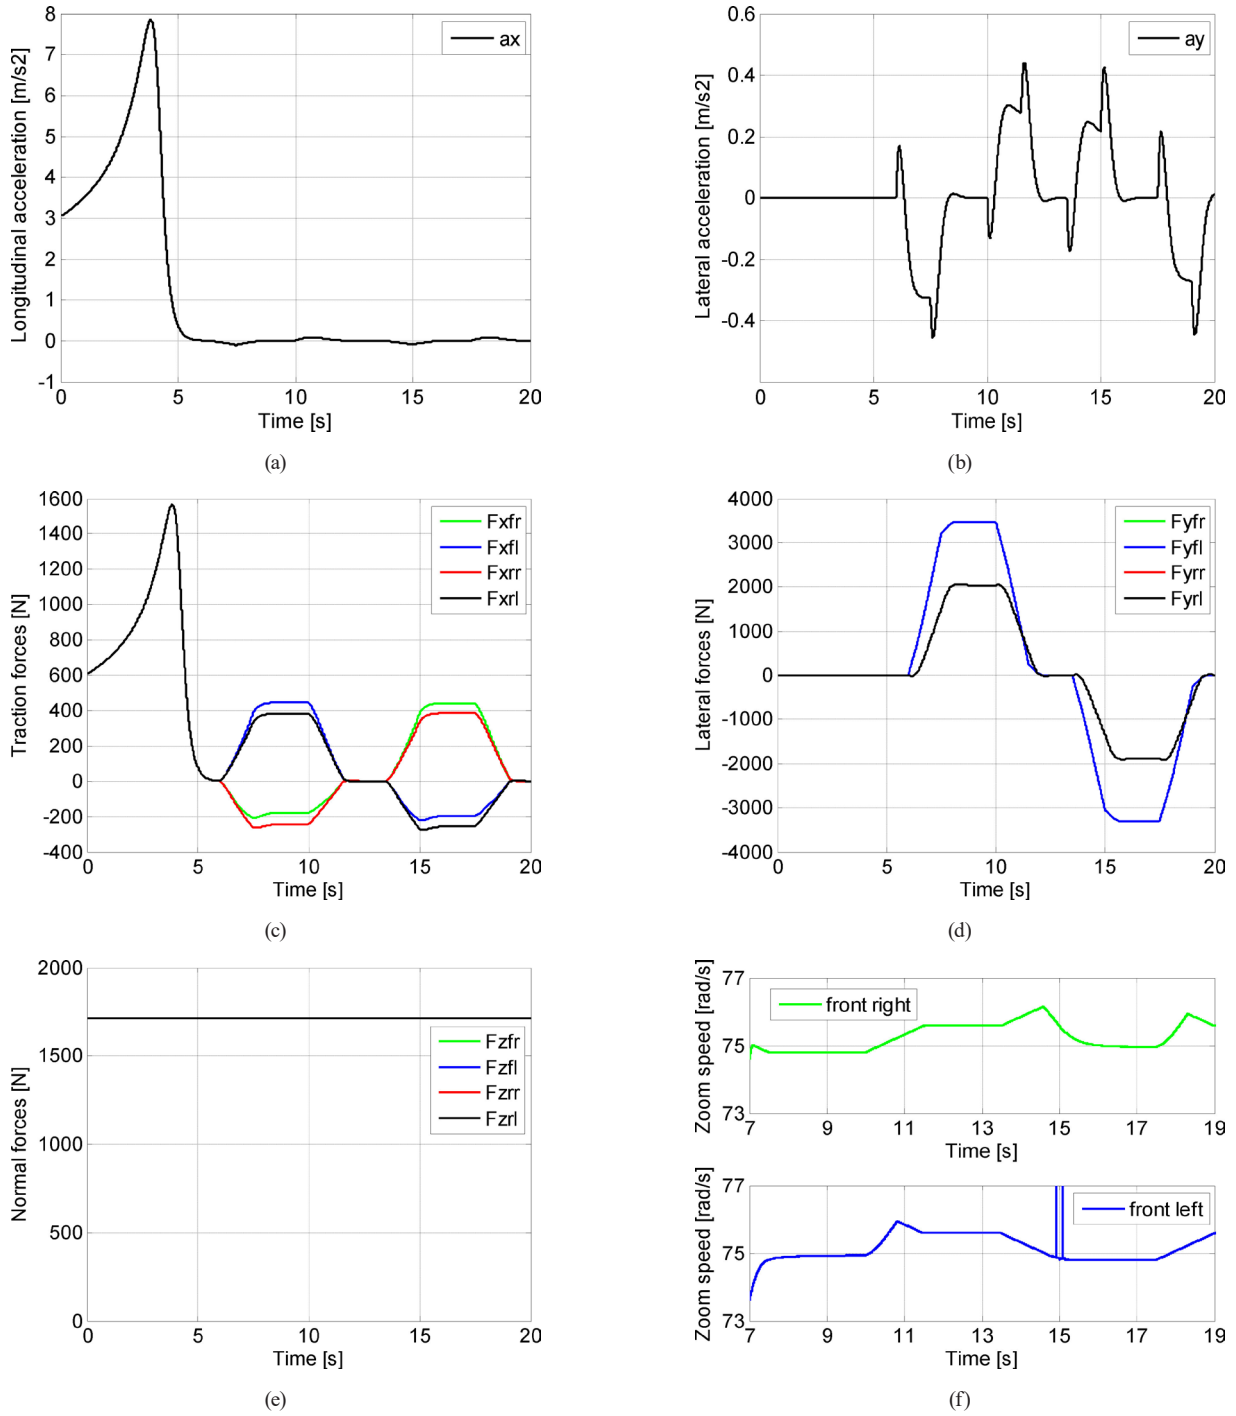 8
7
6
5
4
3
2
1
0
-1
Longitudinal acceleration [m/s2]
ax
0 5 10 15 20
Time [s]
(a)
0.6
0.4
0.2
0
-0.2
-0.4
Lateral acceleration [m/s2]
ay
0 5 10 15 20
Time [s]
(b)
1600
1400
1200
1000
800
600
400
200
0
-200
-400
Traction forces [N]
Fxfr
Fxfl
Fxrr
Fxrl
0 5 10 15 20
Time [s]
(c)
4000
3000
2000
1000
0
-1000
-2000
-3000
-4000
Lateral forces [N]
Fyfr
Fyfl
Fyrr
Fyrl
0 5 10 15 20
Time [s]
(d)
2000
1500
1000
500
0
Normal forces [N]
Fzfr
Fzfl
Fzrr
Fzrl
0 5 10 15 20
Time [s]
(e)
77
75
73
Zoom speed [rad/s]
front right
7 9 11 13 15 17 19
Time [s]
77
75
73
Zoom speed [rad/s]
front left
7 9 11 13 15 17 19
Time [s]
(f)